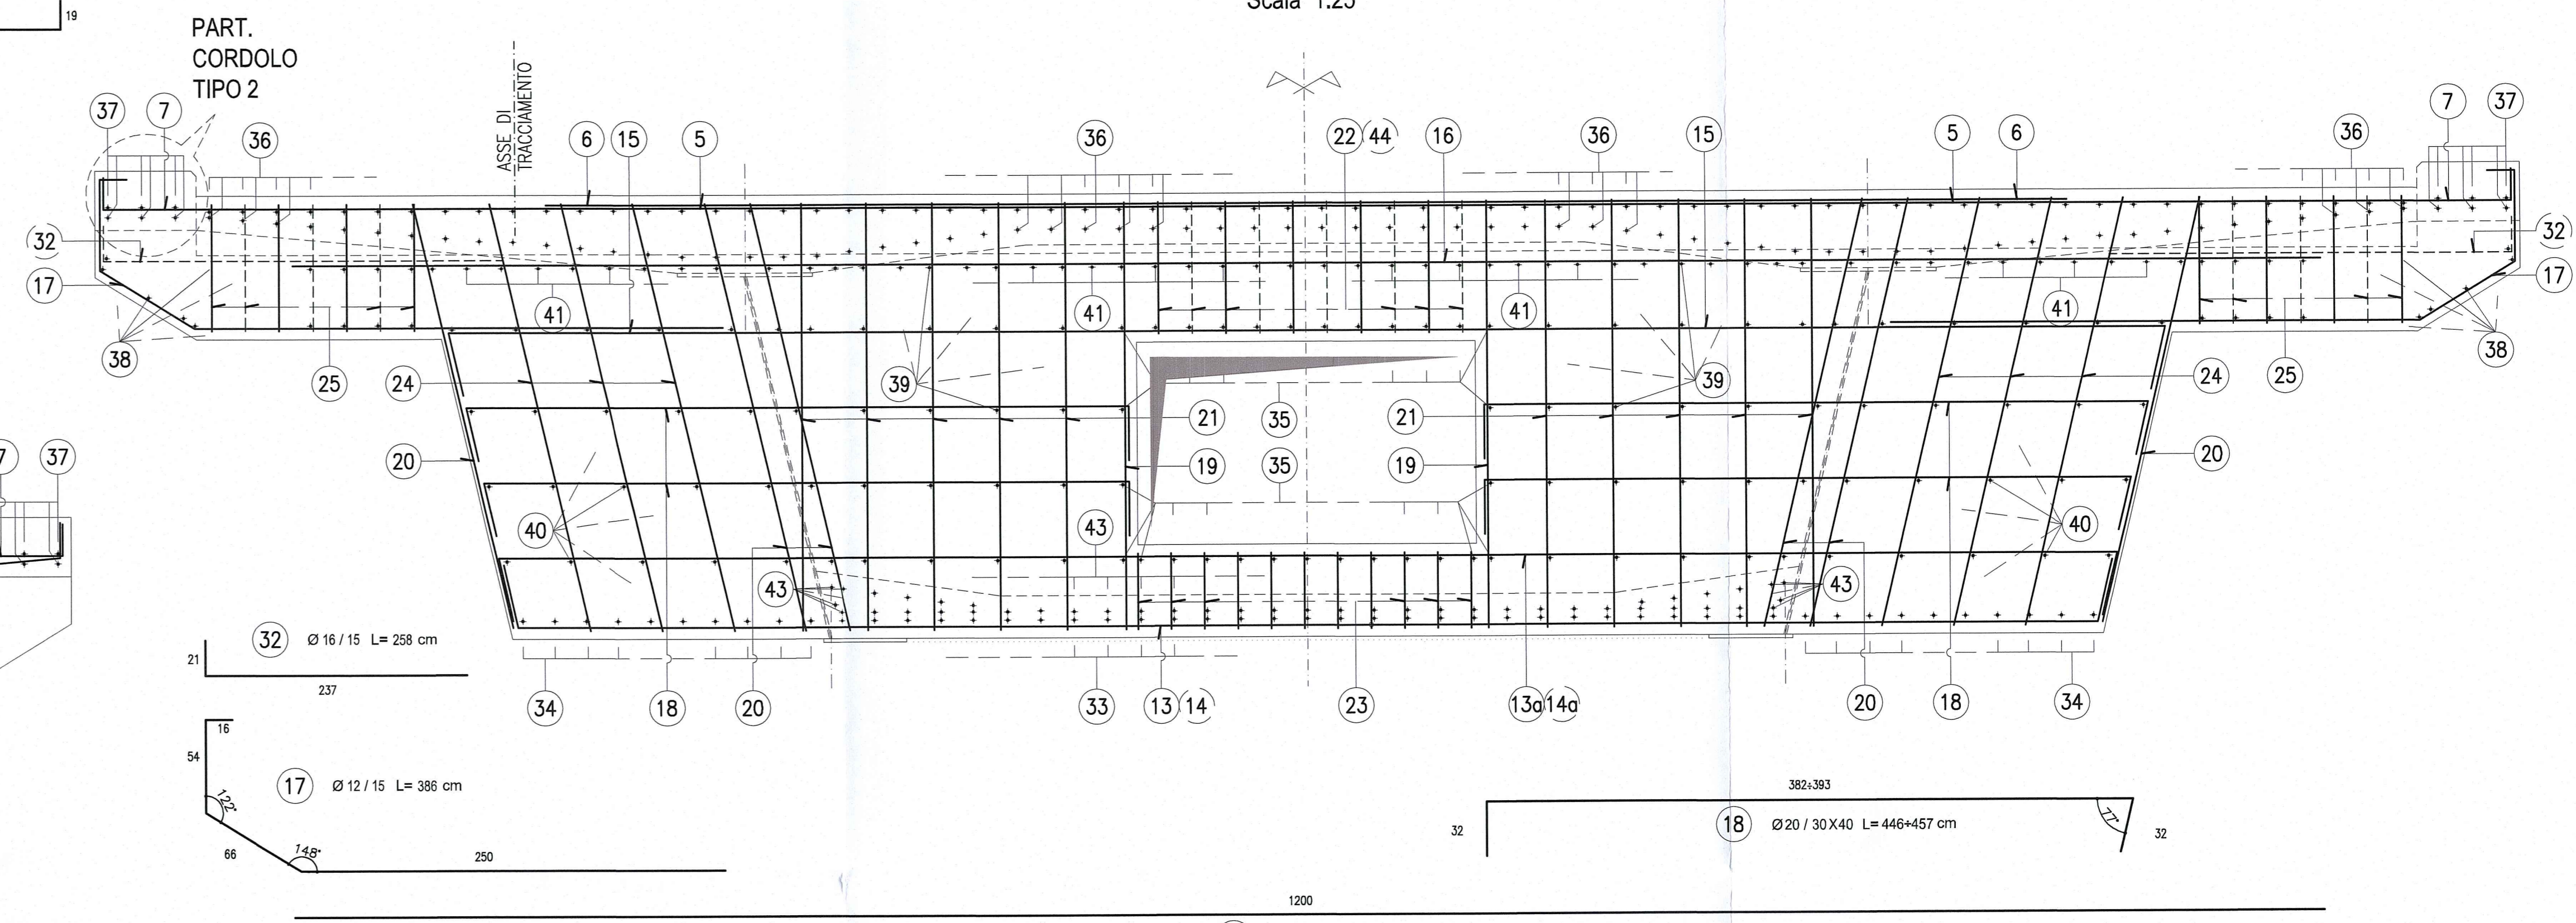 Scala 1:25
19
PART.
CORDOLO
TIPO 2
ASSE DI
TRACCIAMENTO
37 7 36 6 15 5 36 22 44 16 36 15 5 6 36 7 37
32 32
17 17
41 41 41 41
38 25 24 39 39 24 25 38
21 35 21
37 20 19 35 19 20
40 43 40
43 43
34 18 20 33 13 14 23 13a 14a 20 18 34
32 Ø 16 / 15 L= 258 cm
21
237
16
54
17 Ø 12 / 15 L= 386 cm
122°
66
148°
250
382÷393
32
18 Ø 20 / 30X40 L= 446÷457 cm
77°
32
1200